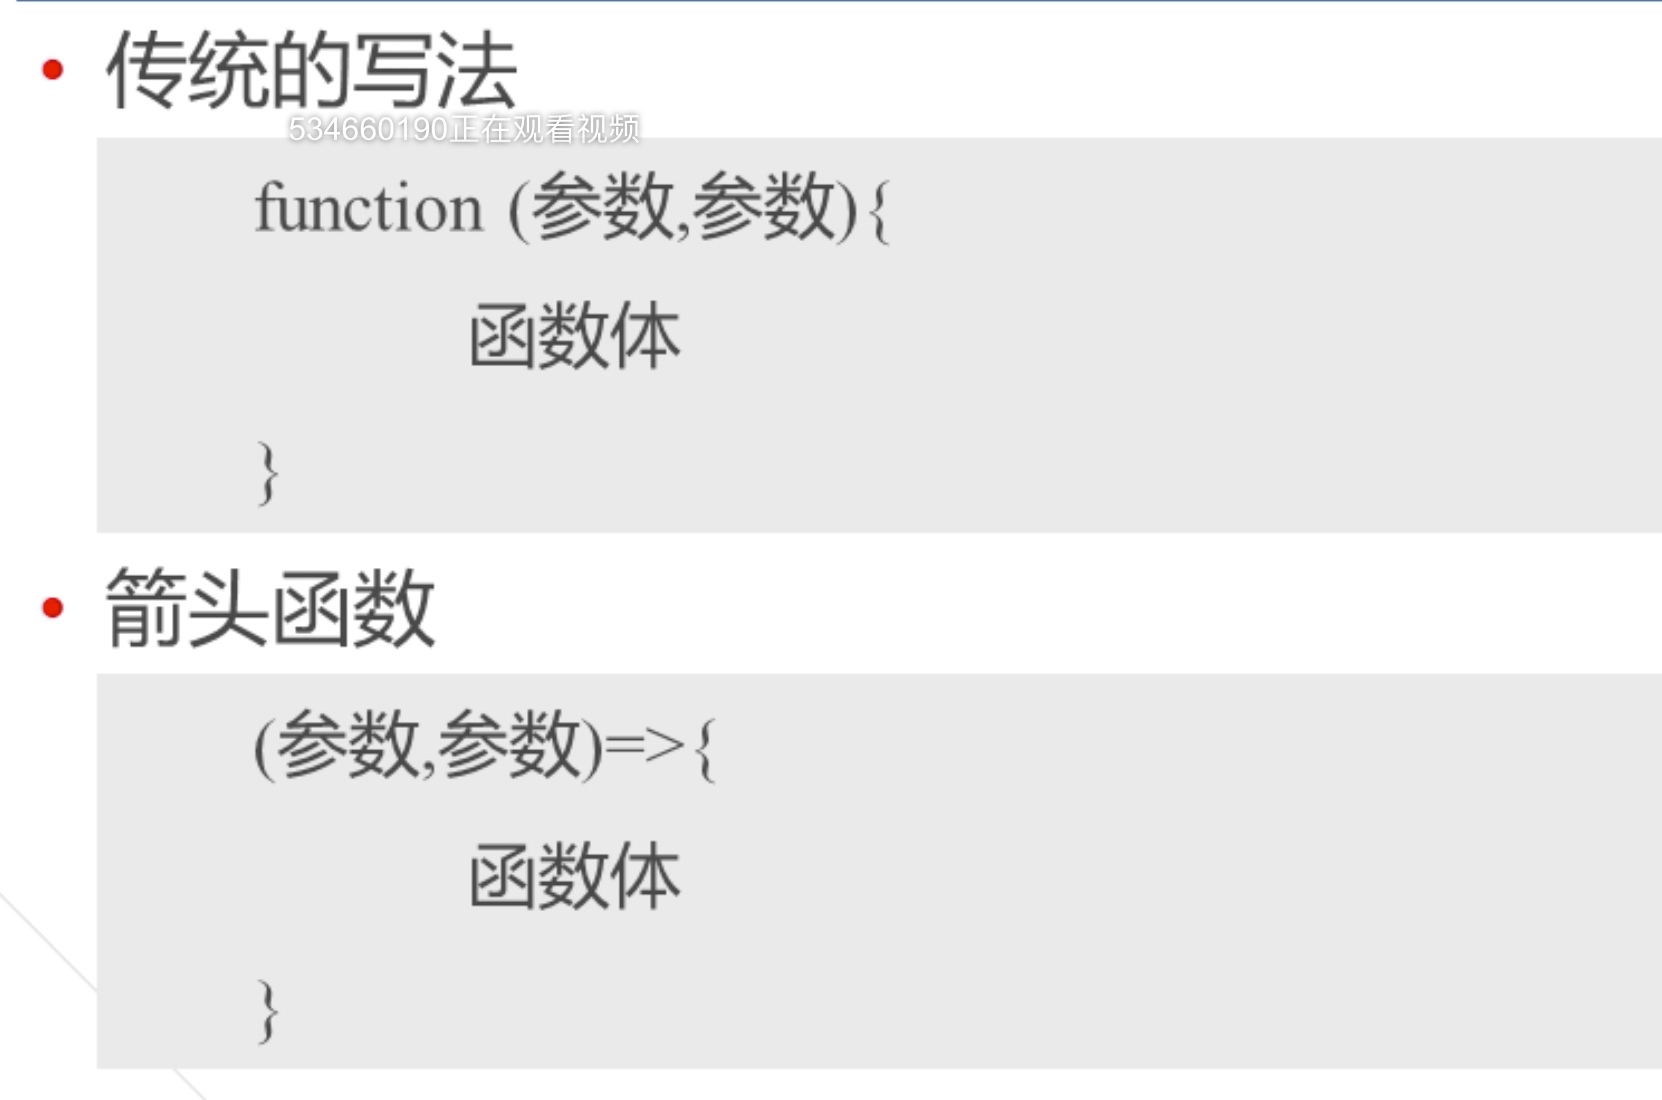 传统的写法
534660190正在观看视频
function (参数,参数){
函数体
}
箭头函数
(参数,参数)=>{
函数体
}